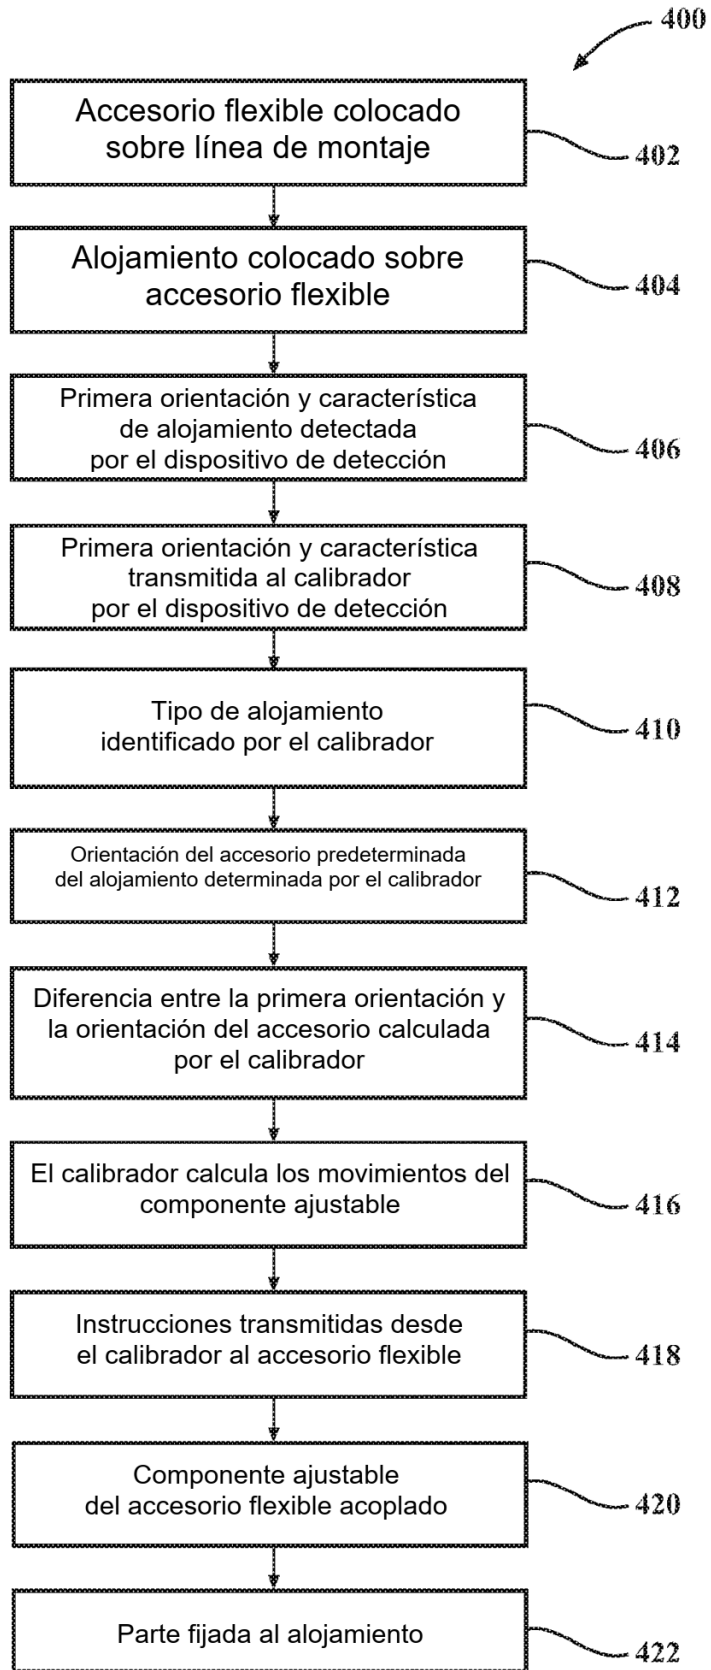 400
Accesorio flexible colocado
sobre línea de montaje
402
Alojamiento colocado sobre
accesorio flexible
404
Primera orientación y característica
de alojamiento detectada
por el dispositivo de detección
406
Primera orientación y característica
transmitida al calibrador
por el dispositivo de detección
408
Tipo de alojamiento
identificado por el calibrador
410
Orientación del accesorio predeterminada
del alojamiento determinada por el calibrador
412
Diferencia entre la primera orientación y
la orientación del accesorio calculada
por el calibrador
414
El calibrador calcula los movimientos del
componente ajustable
416
Instrucciones transmitidas desde
el calibrador al accesorio flexible
418
Componente ajustable
del accesorio flexible acoplado
420
Parte fijada al alojamiento
422